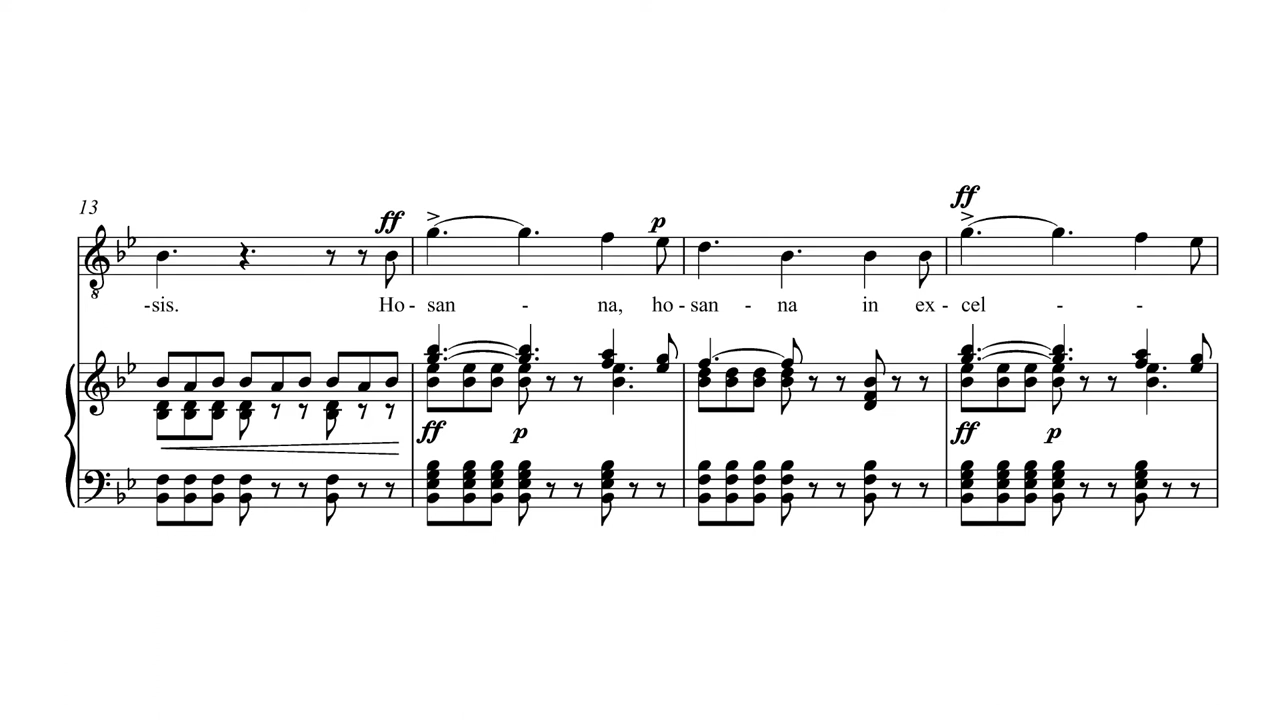 13
ff
p
ff
-sis. Ho - san - na, ho - san - na in ex - cel - -
ff p ff p